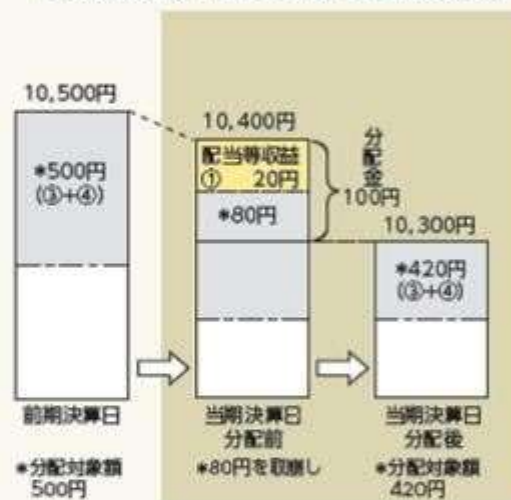 10,500円
*500円
(③+④)
前期決算日
*分配対象額
500円
10,400円
配当等収益
① 20円
*80円
分配金
100円
当期決算日
分配前
*80円を取崩し
10,300円
*420円
(③+④)
当期決算日
分配後
*分配対象額
420円